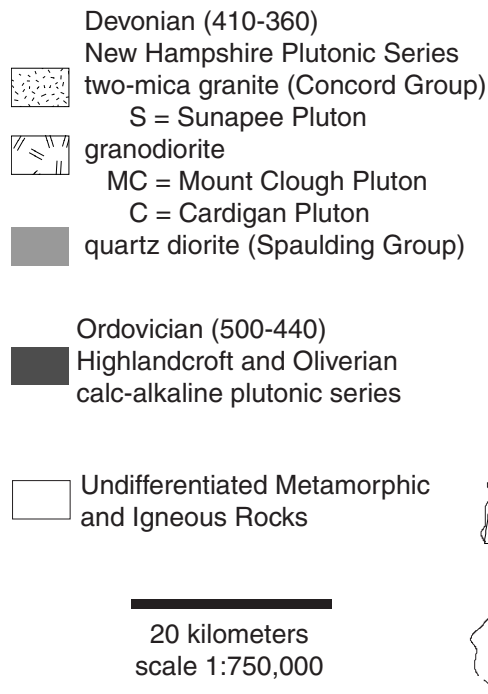 Devonian (410-360)
New Hampshire Plutonic Series
two-mica granite (Concord Group)
S = Sunapee Pluton
granodiorite
MC = Mount Clough Pluton
C = Cardigan Pluton
quartz diorite (Spaulding Group)
Ordovician (500-440)
Highlandcroft and Oliverian
calc-alkaline plutonic series
Undifferentiated Metamorphic
and Igneous Rocks
20 kilometers
scale 1:750,000